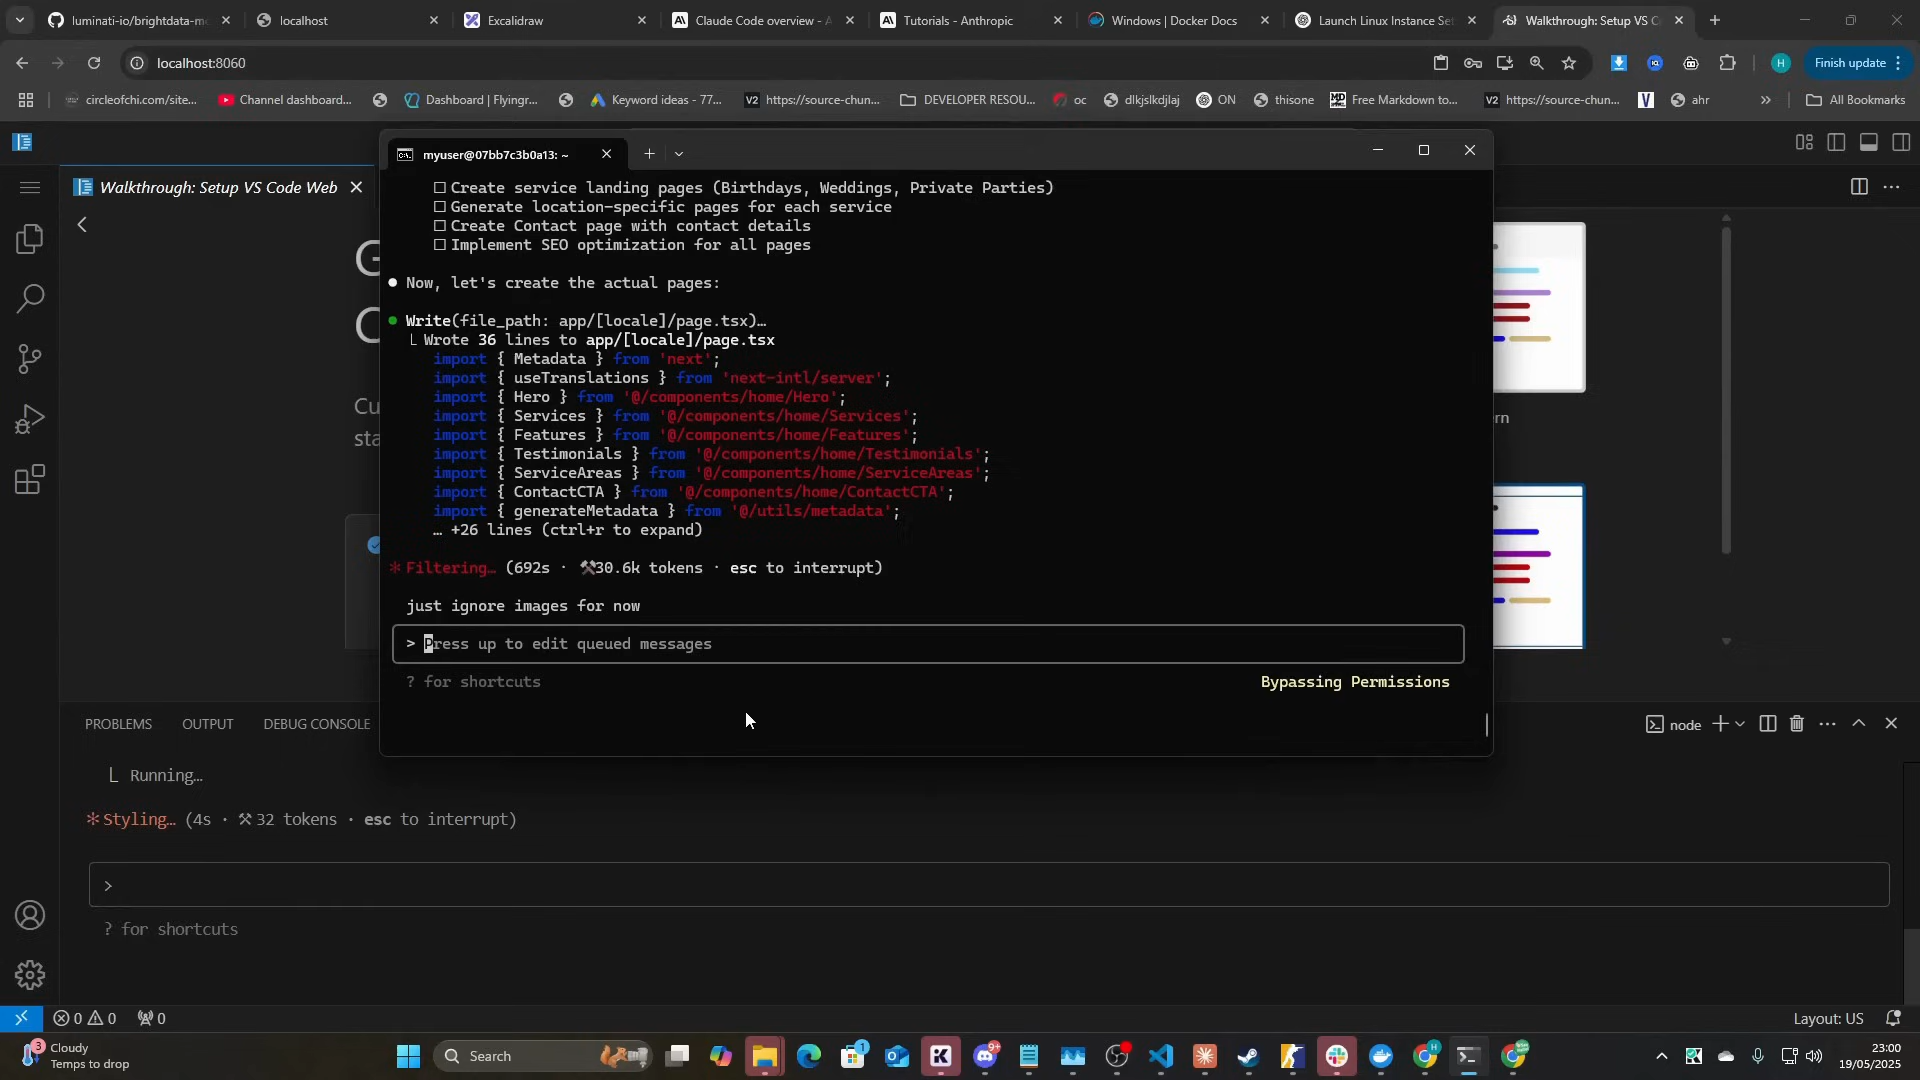 luminati-io/brightdata-m
localhost
Excalidraw
Claude Code overview - A
Tutorials - Anthropic
Windows | Docker Docs
Launch Linux Instance Se
Walkthrough: Setup VS C
localhost:8060
Finish update
circleofchi.com/site...
Channel dashboard...
Dashboard | Flyingr...
Keyword ideas - 77...
https://source-chun...
DEVELOPER RESOU...
oc
dlkjslkdjlaj
ON
thisone
Free Markdown to...
https://source-chun...
ahr
All Bookmarks
myuser@07bb7c3b0a13: ~
Walkthrough: Setup VS Code Web
☐ Create service landing pages (Birthdays, Weddings, Private Parties)
☐ Generate location-specific pages for each service
☐ Create Contact page with contact details
☐ Implement SEO optimization for all pages
● Now, let's create the actual pages:
● Write(file_path: app/[locale]/page.tsx)…
⎿ Wrote 36 lines to app/[locale]/page.tsx
import { Metadata } from 'next';
import { useTranslations } from 'next-intl/server';
import { Hero } from '@/components/home/Hero';
import { Services } from '@/components/home/Services';
import { Features } from '@/components/home/Features';
import { Testimonials } from '@/components/home/Testimonials';
import { ServiceAreas } from '@/components/home/ServiceAreas';
import { ContactCTA } from '@/components/home/ContactCTA';
import { generateMetadata } from '@/utils/metadata';
… +26 lines (ctrl+r to expand)
* Filtering… (692s · ⚒30.6k tokens · esc to interrupt)
just ignore images for now
> Press up to edit queued messages
? for shortcuts
Bypassing Permissions
G
C
Cu
sta
rn
PROBLEMS
OUTPUT
DEBUG CONSOLE
node
⎿ Running…
* Styling… (4s · ⚒ 32 tokens · esc to interrupt)
>
? for shortcuts
0 0 0
Layout: US
3
Cloudy
Temps to drop
Search
1
9+
23:00
19/05/2025